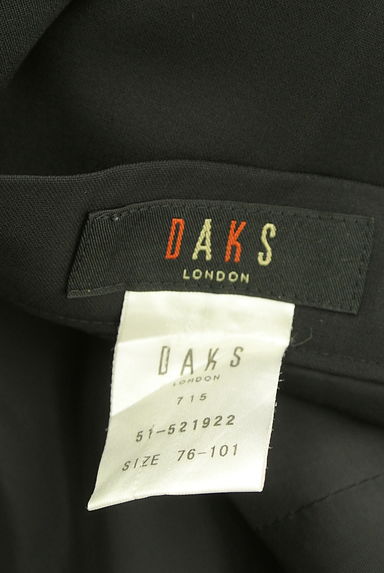 DAKS
LONDON
DAKS
LONDON
715
51-521922
SIZE 76-101